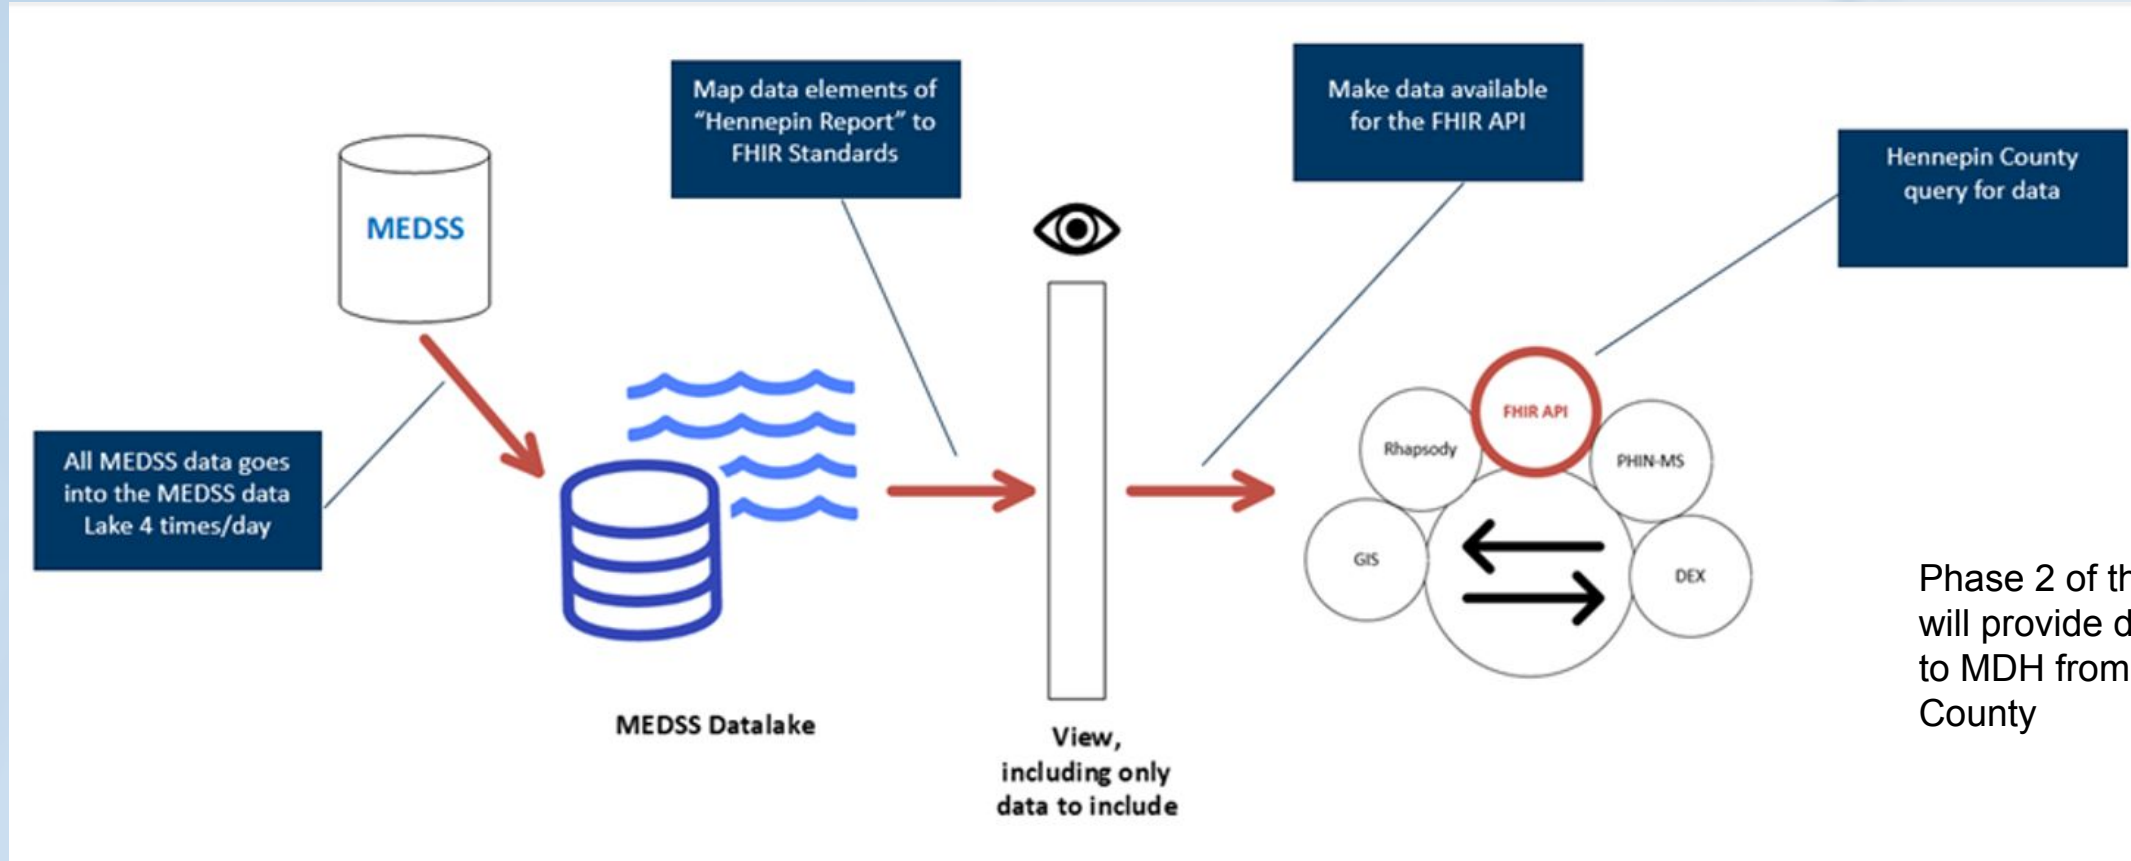 Map data elements of
“Hennepin Report” to
FHIR Standards
Make data available
for the FHIR API
Hennepin County
query for data
MEDSS
All MEDSS data goes
into the MEDSS data
Lake 4 times/day
FHIR API
Rhapsody
PHIN-MS
GIS
DEX
MEDSS Datalake
View,
including only
data to include
Phase 2 of
will provide
to MDH from
County